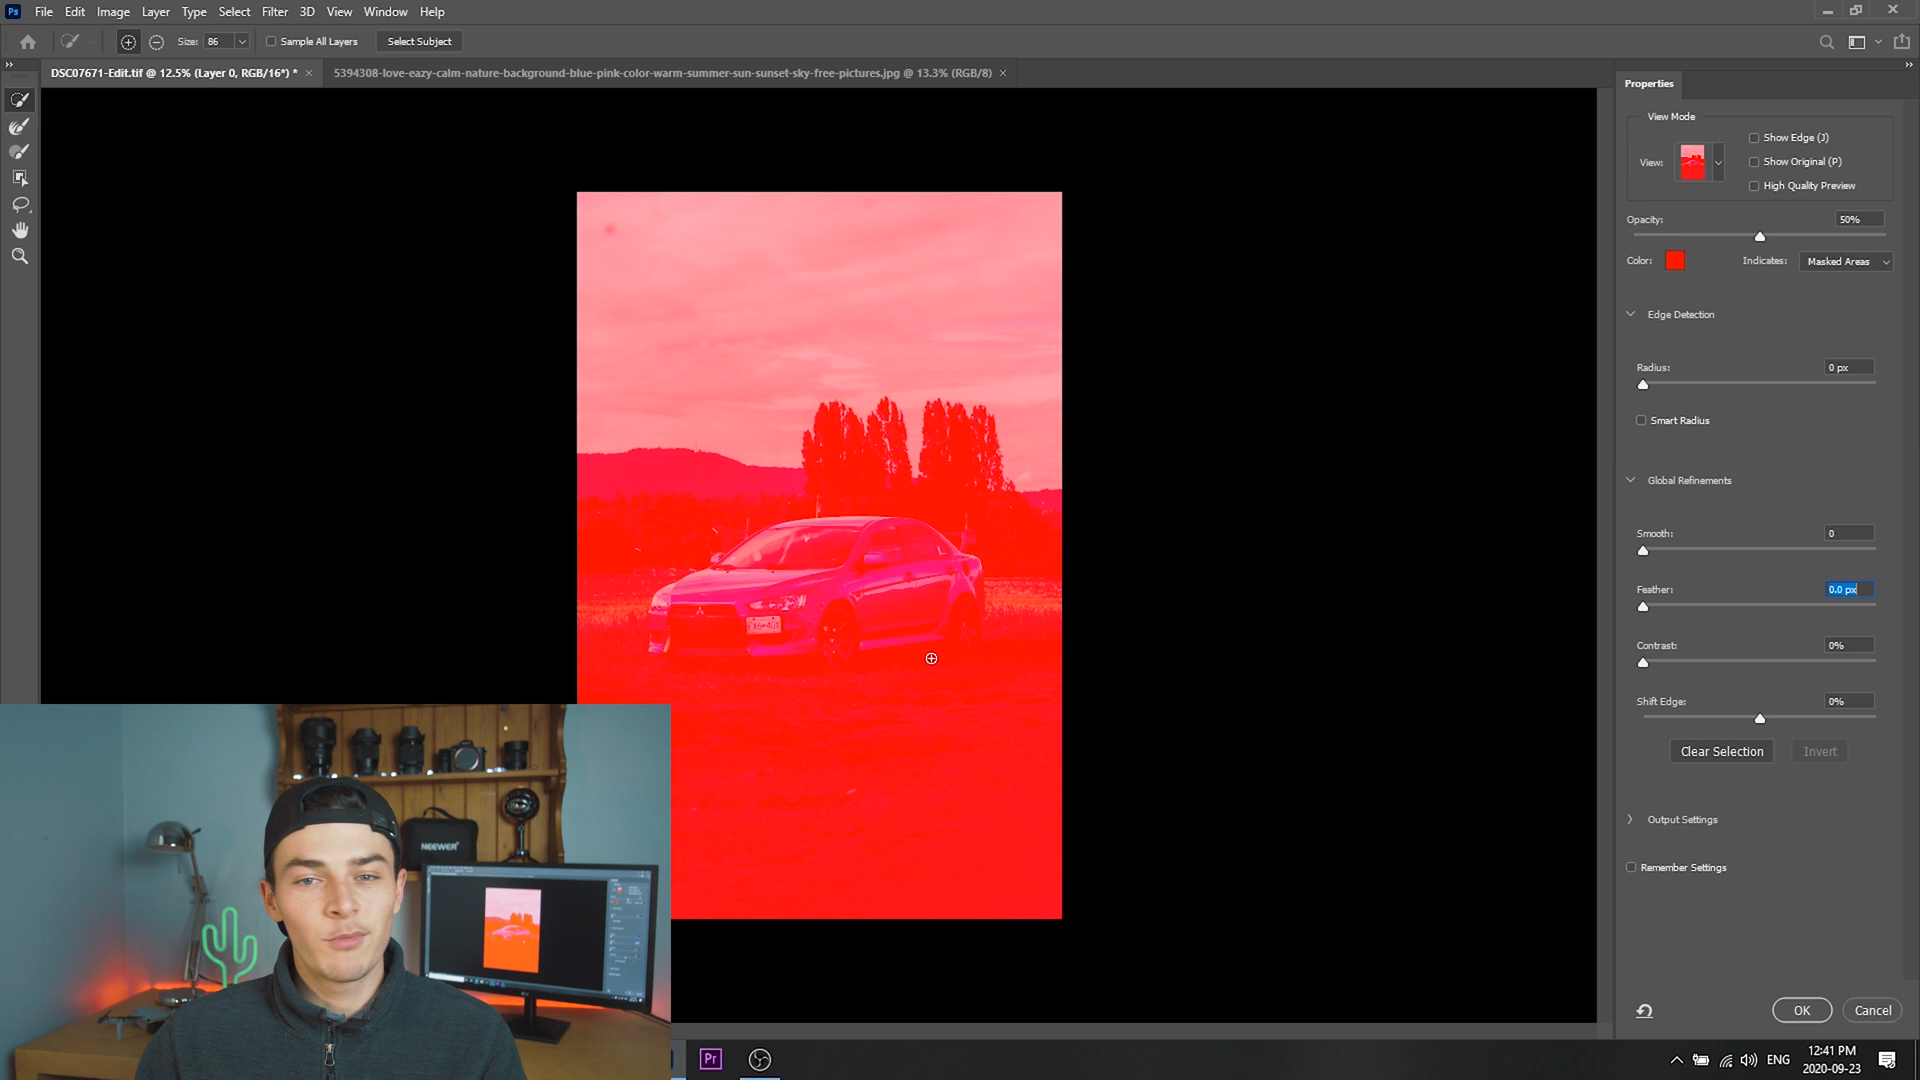 Ps File Edit Image Layer Type Select Filter 3D View Window Help
Size: 86 Sample All Layers Select Subject
DSC07671-Edit.tif @ 12.5% (Layer 0, RGB/16*) * × 5394308-love-eazy-calm-nature-background-blue-pink-color-warm-summer-sun-sunset-sky-free-pictures.jpg @ 13.3% (RGB/8) ×
Properties
View Mode
Show Edge (J)
View:
Show Original (P)
High Quality Preview
Opacity: 50%
Color: Indicates: Masked Areas
Edge Detection
Radius: 0 px
Smart Radius
Global Refinements
Smooth: 0
Feather: 0.0 px
Contrast: 0%
Shift Edge: 0%
Clear Selection Invert
Output Settings
Remember Settings
OK Cancel
NEEWER
Pr
ENG
12:41 PM
2020-09-23